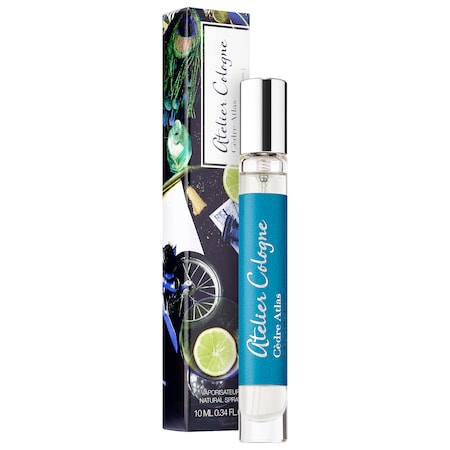 Atelier Cologne
Cèdre Atlas
VAPORISATEUR
NATURAL SPRAY
10 ML 0.34 FL.
Atelier Cologne
Cèdre Atlas